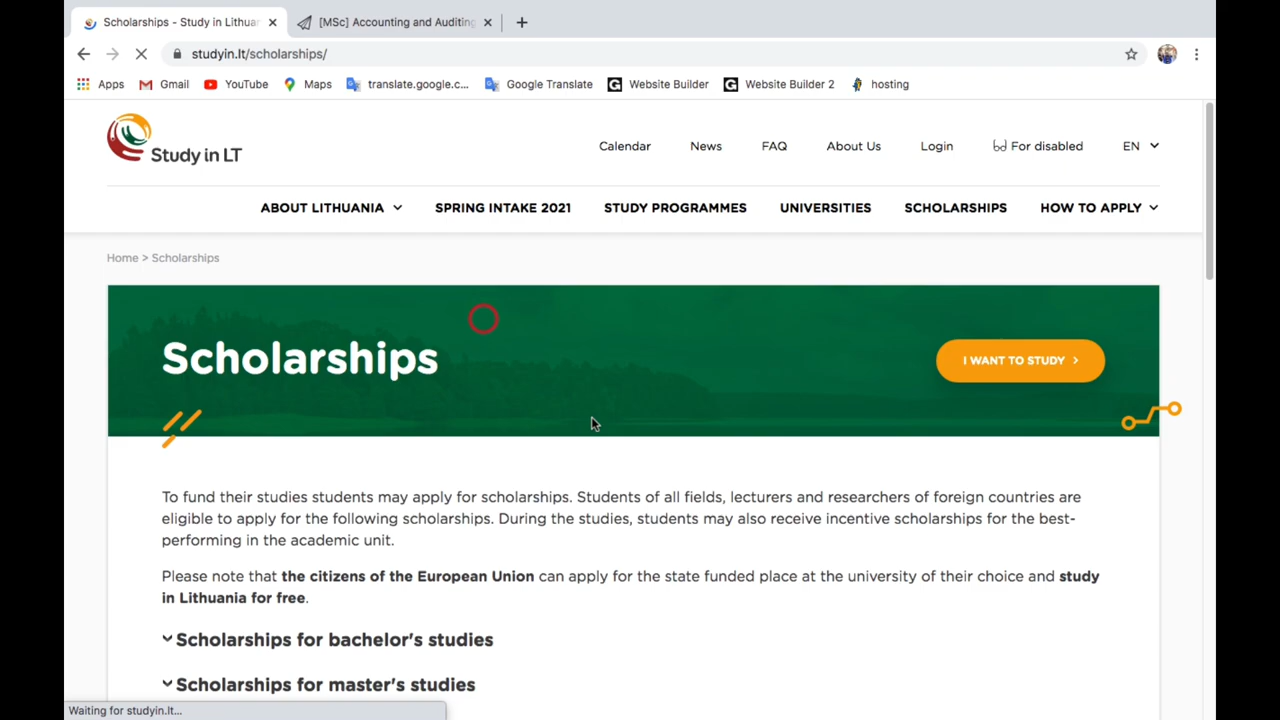 Scholarships - Study in Lithuan
[MSc] Accounting and Auditing
studyin.lt/scholarships/
Apps Gmail YouTube Maps translate.google.c... Google Translate Website Builder Website Builder 2 hosting
Study in LT
Calendar News FAQ About Us Login For disabled EN
ABOUT LITHUANIA SPRING INTAKE 2021 STUDY PROGRAMMES UNIVERSITIES SCHOLARSHIPS HOW TO APPLY
Home > Scholarships
Scholarships
I WANT TO STUDY >
To fund their studies students may apply for scholarships. Students of all fields, lecturers and researchers of foreign countries are
eligible to apply for the following scholarships. During the studies, students may also receive incentive scholarships for the best-
performing in the academic unit.
Please note that the citizens of the European Union can apply for the state funded place at the university of their choice and study
in Lithuania for free.
Scholarships for bachelor's studies
Scholarships for master's studies
Waiting for studyin.lt...